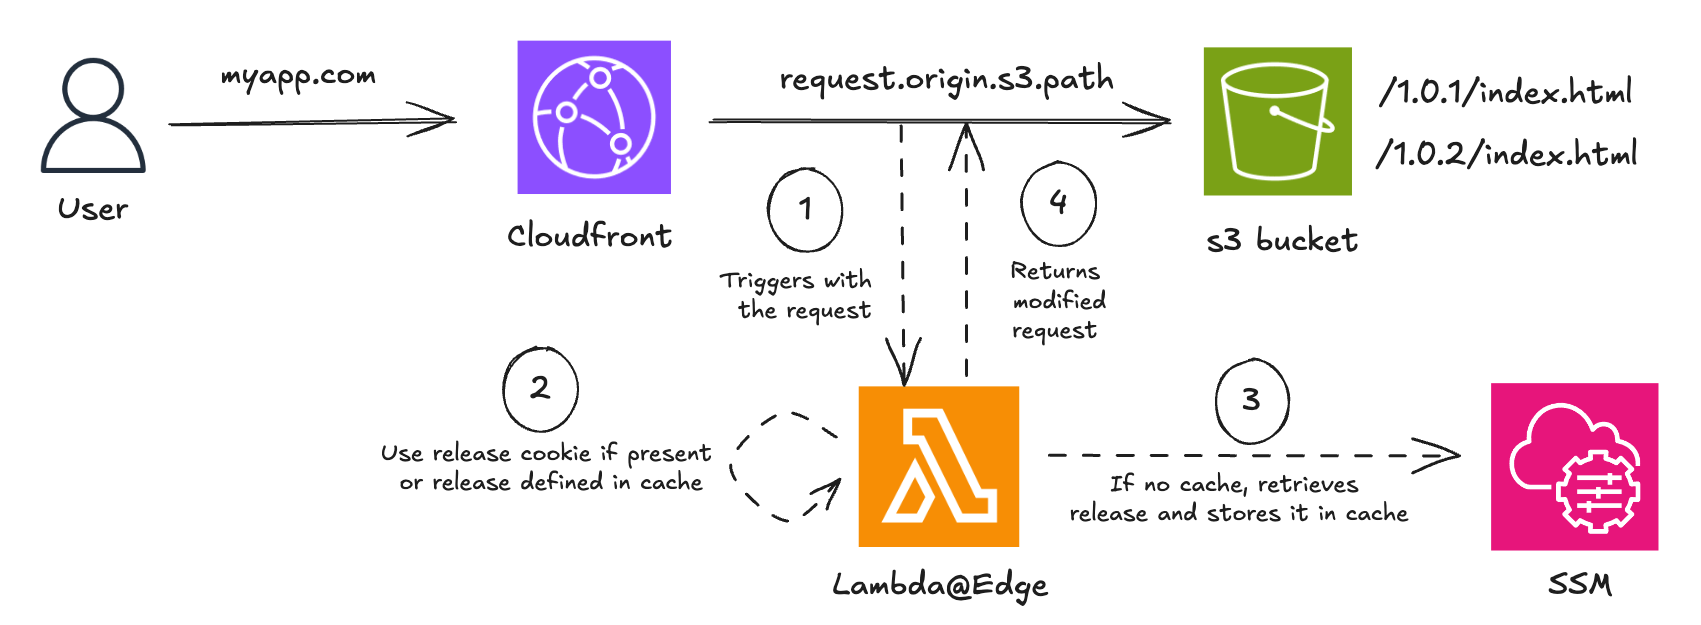 myapp.com
request.origin.s3.path
/1.0.1/index.html
/1.0.2/index.html
User
Cloudfront
s3 bucket
1
Triggers with
the request
4
Returns
modified
request
2
Use release cookie if present
or release defined in cache
3
If no cache, retrieves
release and stores it in cache
Lambda@Edge
SSM